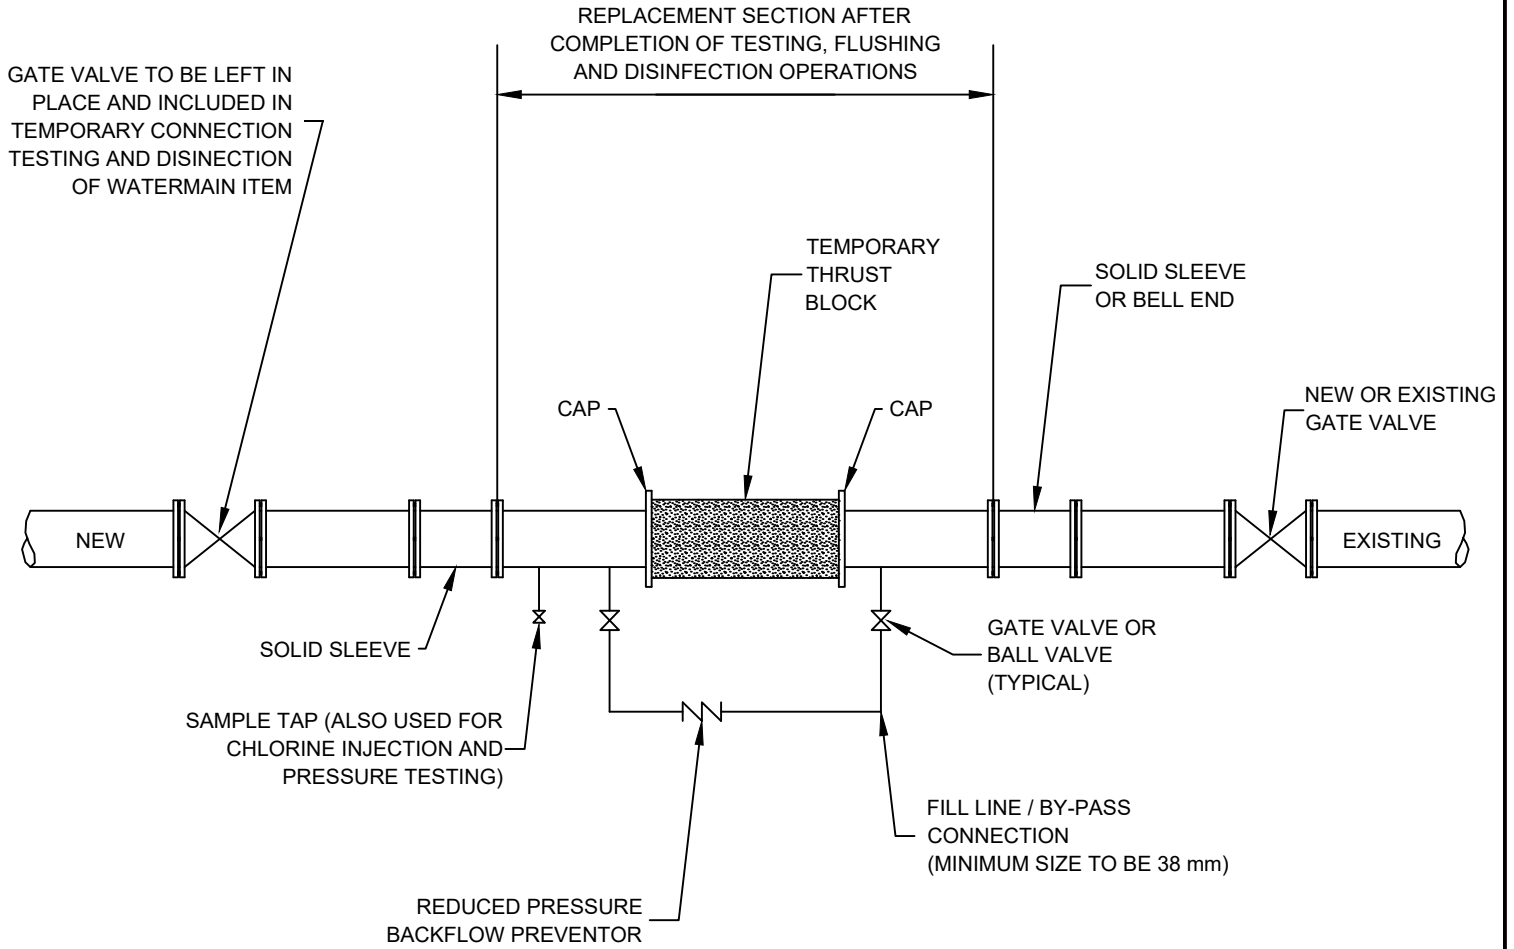 REPLACEMENT SECTION AFTER
COMPLETION OF TESTING, FLUSHING
AND DISINFECTION OPERATIONS
GATE VALVE TO BE LEFT IN
PLACE AND INCLUDED IN
TEMPORARY CONNECTION
TESTING AND DISINECTION
OF WATERMAIN ITEM
TEMPORARY
THRUST
BLOCK
SOLID SLEEVE
OR BELL END
CAP
CAP
NEW OR EXISTING
GATE VALVE
NEW
EXISTING
SOLID SLEEVE
GATE VALVE OR
BALL VALVE
(TYPICAL)
SAMPLE TAP (ALSO USED FOR
CHLORINE INJECTION AND
PRESSURE TESTING)
FILL LINE / BY-PASS
CONNECTION
(MINIMUM SIZE TO BE 38 mm)
REDUCED PRESSURE
BACKFLOW PREVENTOR